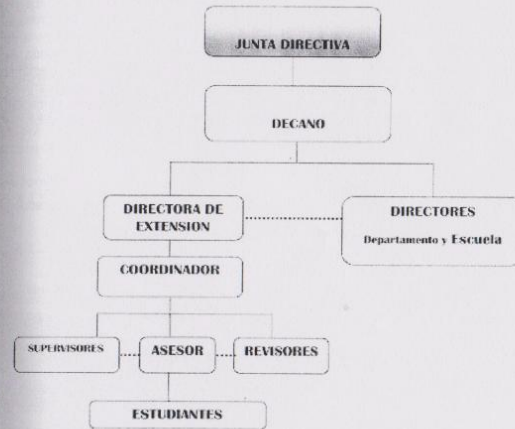 JUNTA DIRECTIVA
DECANO
DIRECTORA DE
EXTENSION
DIRECTORES
Departamento y Escuela
COORDINADOR
SUPERVISORES
ASESOR
REVISORES
ESTUDIANTES